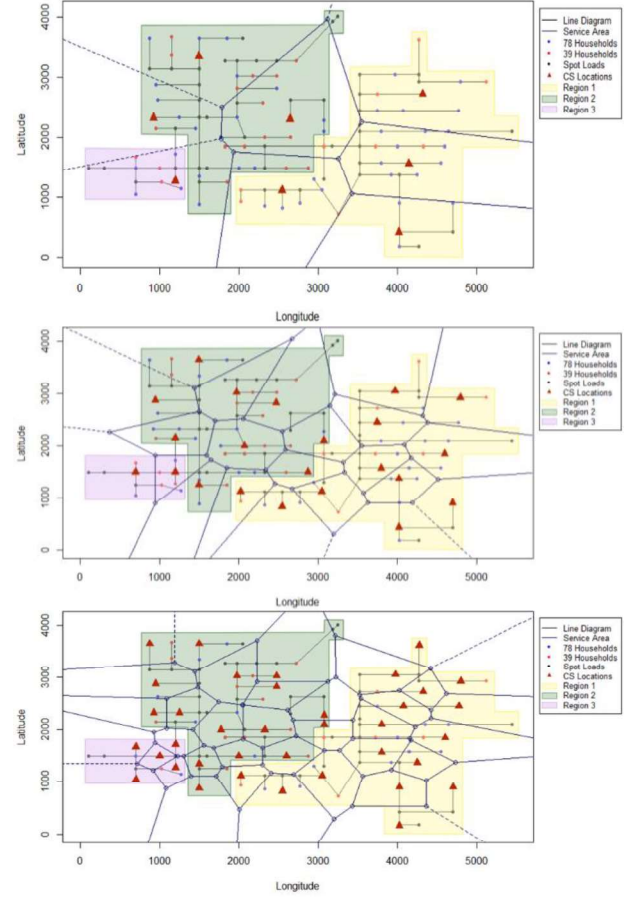 4000
3000
2000
1000
0
Latitude
0 1000 2000 3000 4000 5000
Longitude
Line Diagram
Service Area
78 Households
39 Households
Spot Loads
CS Locations
Region 1
Region 2
Region 3
4000
3000
2000
1000
0
Latitude
0 1000 2000 3000 4000 5000
Longitude
Line Diagram
Service Area
78 Households
39 Households
Spot Loads
CS Locations
Region 1
Region 2
Region 3
4000
3000
2000
1000
0
Latitude
0 1000 2000 3000 4000 5000
Longitude
Line Diagram
Service Area
78 Households
39 Households
Spot Loads
CS Locations
Region 1
Region 2
Region 3